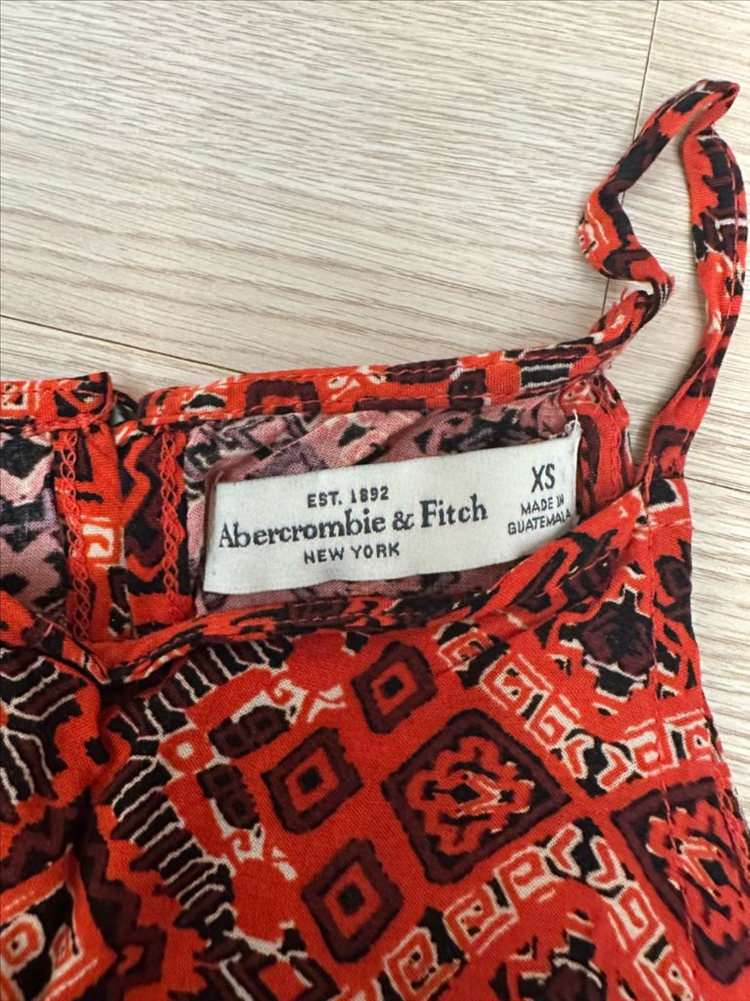 EST. 1892
Abercrombie & Fitch
NEW YORK
XS
MADE IN
GUATEMALA